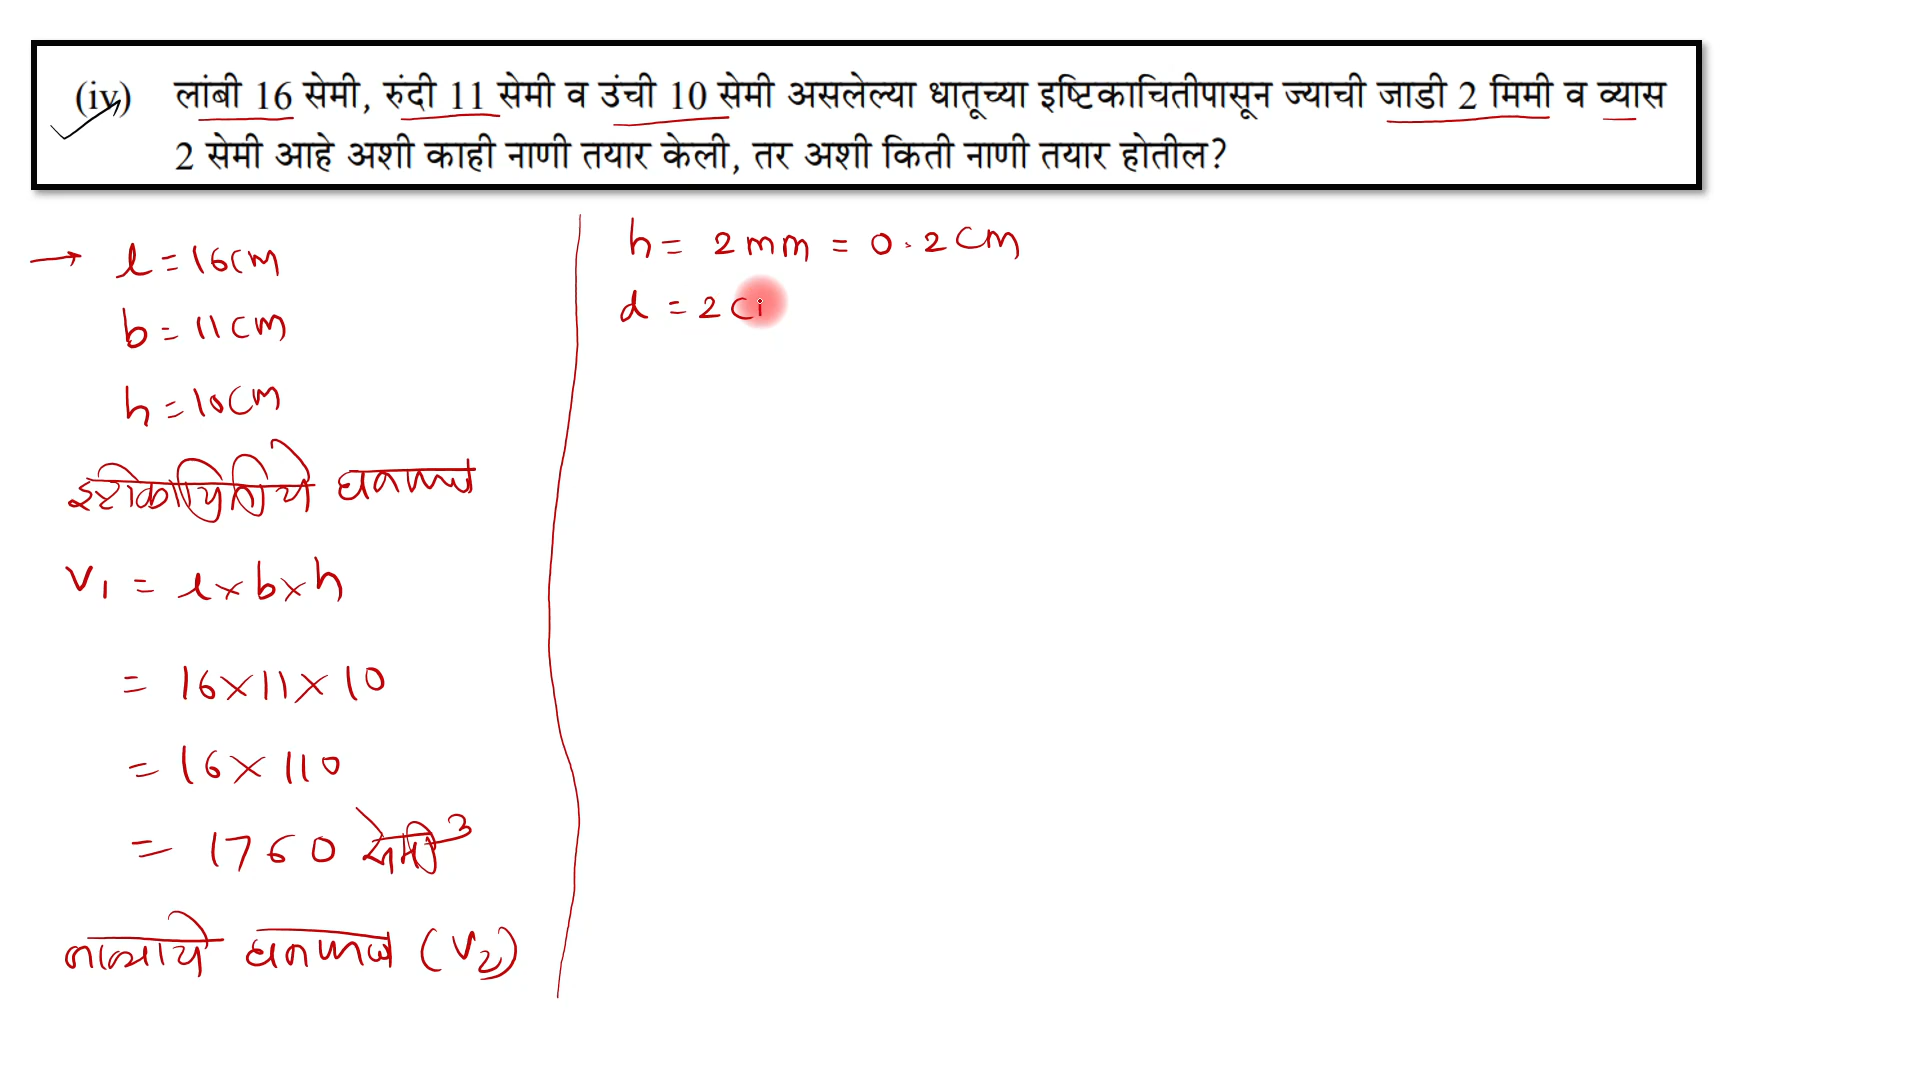 (iv) लांबी 16 सेमी, रुंदी 11 सेमी व उंची 10 सेमी असलेल्या धातूच्या इष्टिकाचितीपासून ज्याची जाडी 2 मिमी व व्यास
2 सेमी आहे अशी काही नाणी तयार केली, तर अशी किती नाणी तयार होतील?
→ l = 16cm
b = 11cm
h = 10cm
इष्टीकाचितीचे घनफळ
V1 = l × b × h
= 16 × 11 × 10
= 16 × 110
= 1760 सेमी³
नाण्याचे घनफळ (V2)
h = 2mm = 0.2cm
d = 2 c